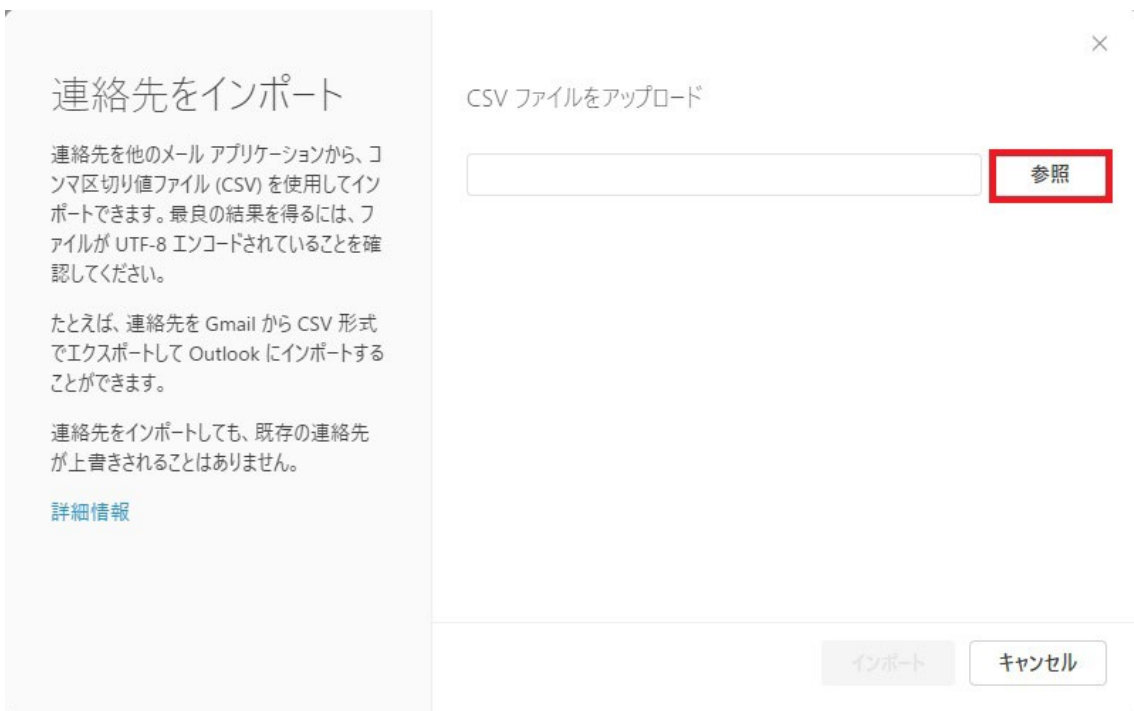 連絡先をインポート
連絡先を他のメール アプリケーションから、コ
ンマ区切り値ファイル (CSV) を使用してイン
ポートできます。最良の結果を得るには、フ
ァイルが UTF-8 エンコードされていることを確
認してください。
たとえば、連絡先を Gmail から CSV 形式
でエクスポートして Outlook にインポートする
ことができます。
連絡先をインポートしても、既存の連絡先
が上書きされることはありません。
詳細情報
CSV ファイルをアップロード
参照
インポート
キャンセル